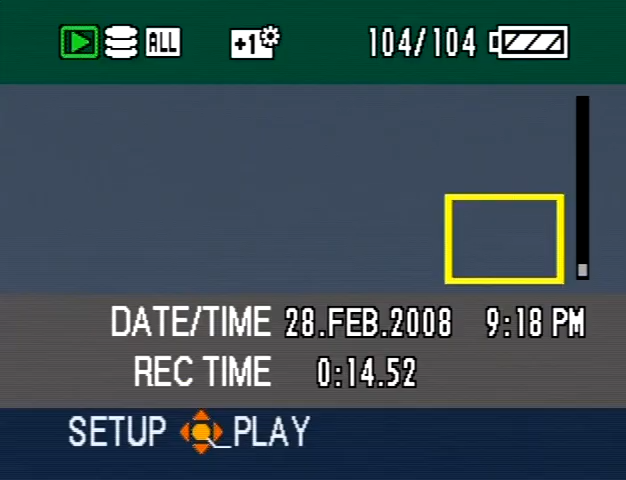 ALL +1 104/104
DATE/TIME 28.FEB.2008 9:18 PM
REC TIME 0:14.52
SETUP PLAY